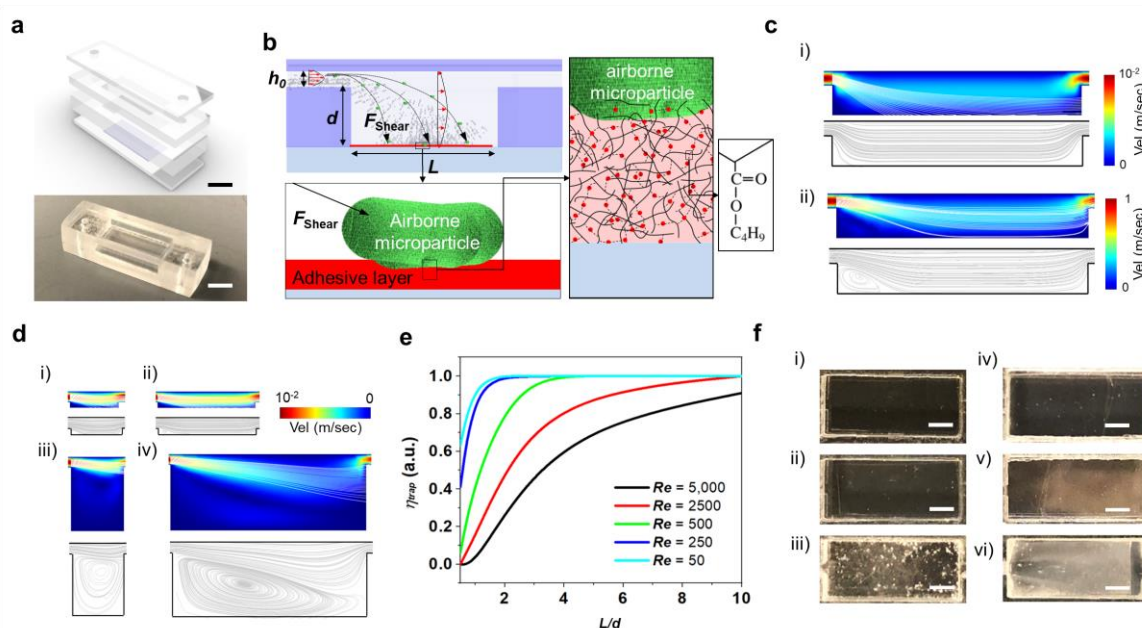 a
b
h₀
d
F_Shear
L
F_Shear
Airborne
microparticle
Adhesive layer
airborne
microparticle
C=O
O
C₄H₉
c
i)
10⁻²
Vel (m/sec)
0
ii)
1
Vel (m/sec)
0
d
i)
ii)
10⁻²
0
Vel (m/sec)
iii)
iv)
e
η_trap (a.u.)
1.0
0.8
0.6
0.4
0.2
0.0
Re = 5,000
Re = 2500
Re = 500
Re = 250
Re = 50
2
4
6
8
10
L/d
f
i)
iv)
ii)
v)
iii)
vi)